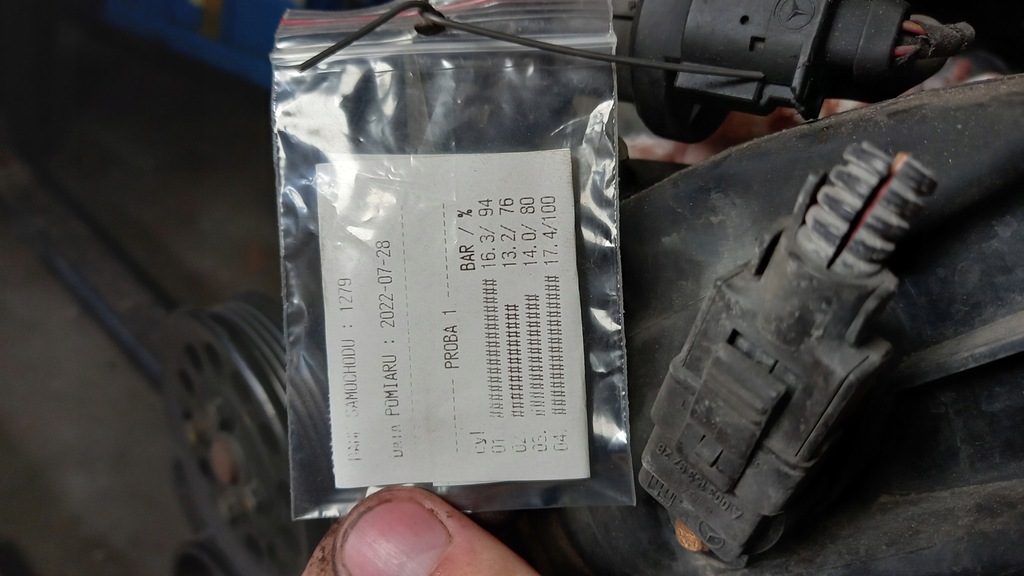 SAMOCHODU : 1279
DATA POMIARU : 2022-07-28
-------- PROBA 1 --------
cyl BAR / %
01. ################ 16.3/ 94
02. ############# 13.2/ 76
03. ############## 14.0/ 80
04. ################# 17.4/100